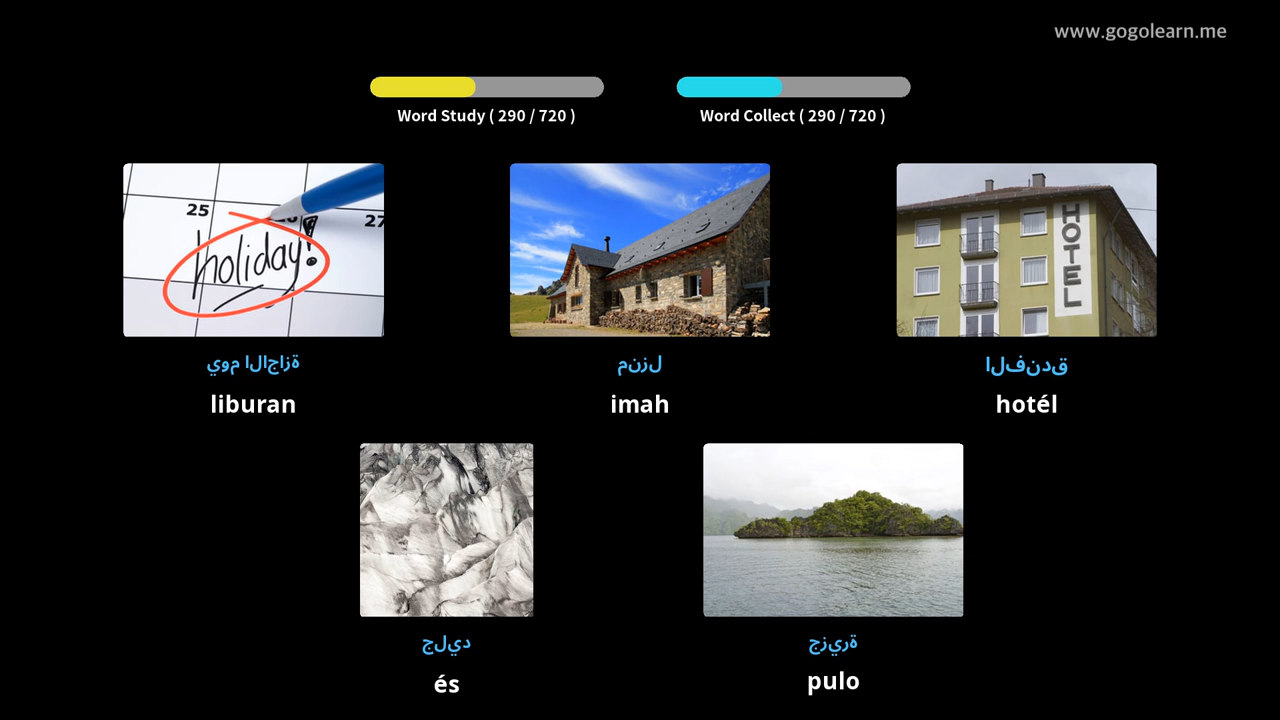 www.gogolearn.me
Word Study ( 290 / 720 )
Word Collect ( 290 / 720 )
25
27
holiday!
HOTEL
يوم الاجازة
منزل
الفندق
liburan
imah
hotél
جليد
جزيرة
és
pulo